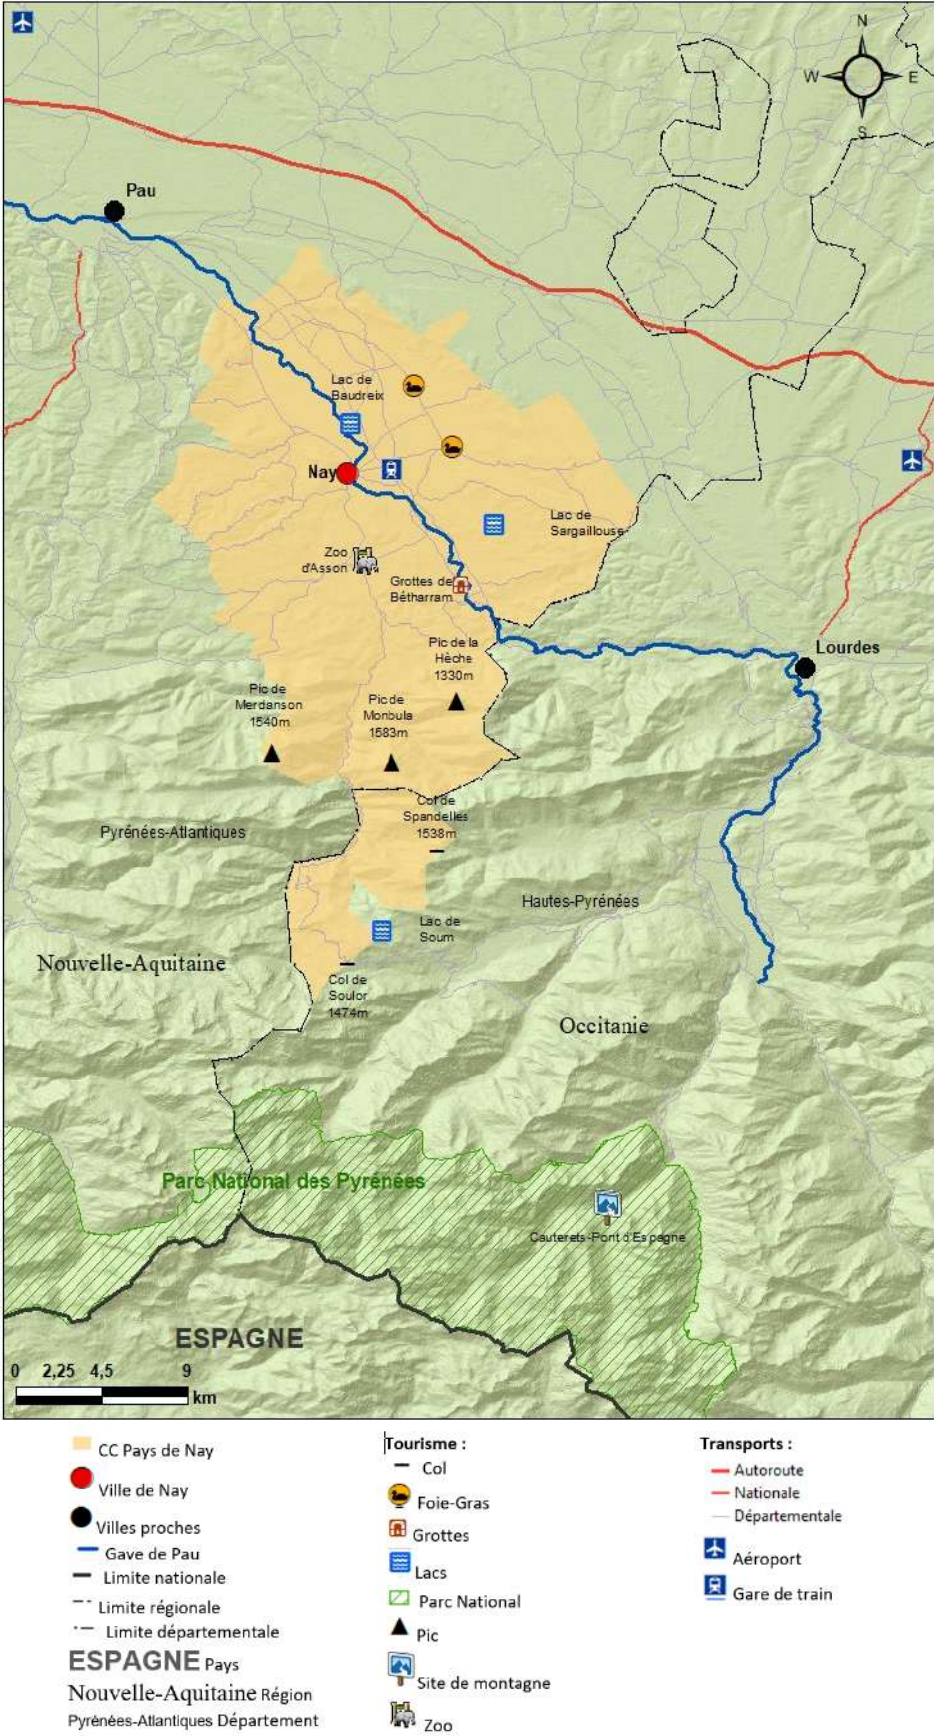 N
W
E
S
Pau
Lac de
Baudreix
Nay
Lac de
Sargaillouse
Zoo
d'Asson
Grottes de
Bétharram
Pic de la
Hèche
1330m
Lourdes
Pic de
Merdanson
1540m
Pic de
Monbula
1583m
Col de
Spandelles
1538m
Pyrénées-Atlantiques
Hautes-Pyrénées
Lac de
Soum
Nouvelle-Aquitaine
Col de
Soulor
1474m
Occitanie
Parc National des Pyrénées
Cauterets-Pont d'Espagne
ESPAGNE
0 2,25 4,5 9
km
CC Pays de Nay
Ville de Nay
Villes proches
Gave de Pau
Limite nationale
Limite régionale
Limite départementale
ESPAGNE Pays
Nouvelle-Aquitaine Région
Pyrénées-Atlantiques Département
Tourisme :
Col
Foie-Gras
Grottes
Lacs
Parc National
Pic
Site de montagne
Zoo
Transports :
Autoroute
Nationale
Départementale
Aéroport
Gare de train